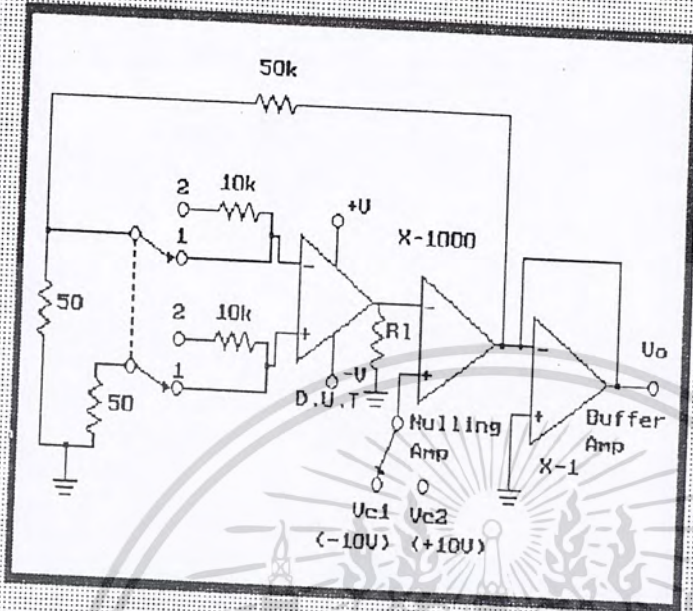 50k
2 10k
+V
X-1000
1
50
2 10k
1
50
R1
-V
D.U.T
Nulling
Amp
Vo
Buffer
Amp
X-1
Vc1 Vc2
(-10V) (+10V)